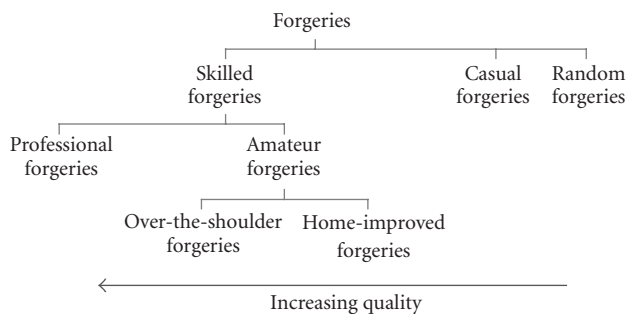 Forgeries
Skilled
forgeries
Casual
forgeries
Random
forgeries
Professional
forgeries
Amateur
forgeries
Over-the-shoulder
forgeries
Home-improved
forgeries
Increasing quality